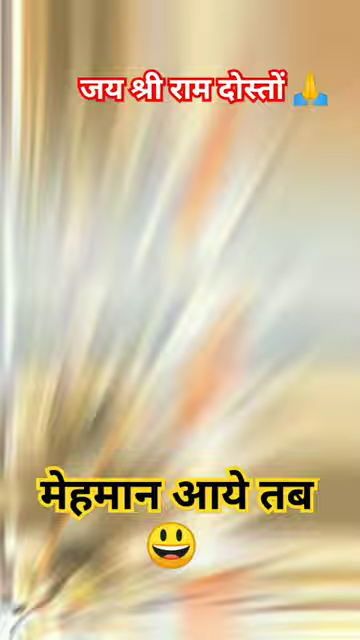 जय श्री राम दोस्तों 🙏
मेहमान आये तब
😃